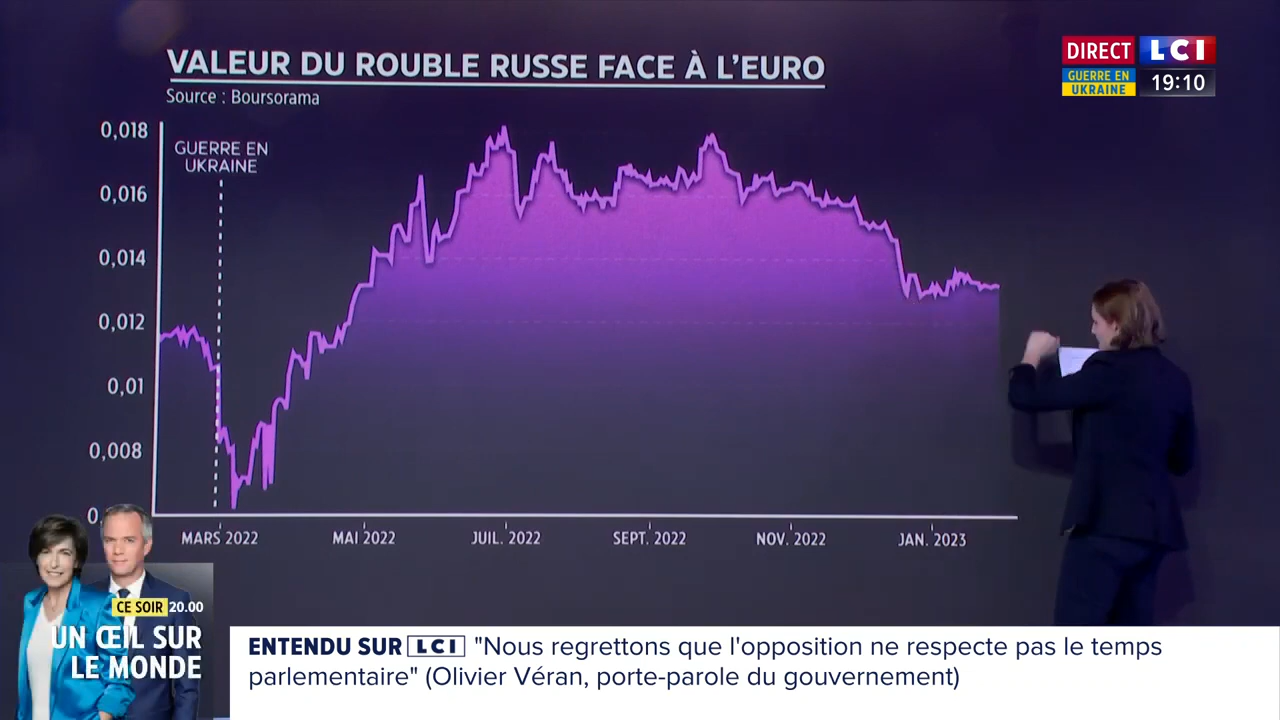 VALEUR DU ROUBLE RUSSE FACE À L'EURO
Source : Boursorama
DIRECT LCI
GUERRE EN
UKRAINE
19:10
0,018
GUERRE EN
UKRAINE
0,016
0,014
0,012
0,01
0,008
0,
MARS 2022 MAI 2022 JUIL. 2022 SEPT. 2022 NOV. 2022 JAN. 2023
CE SOIR 20.00
UN ŒIL SUR
LE MONDE
ENTENDU SUR LCI "Nous regrettons que l'opposition ne respecte pas le temps
parlementaire" (Olivier Véran, porte-parole du gouvernement)